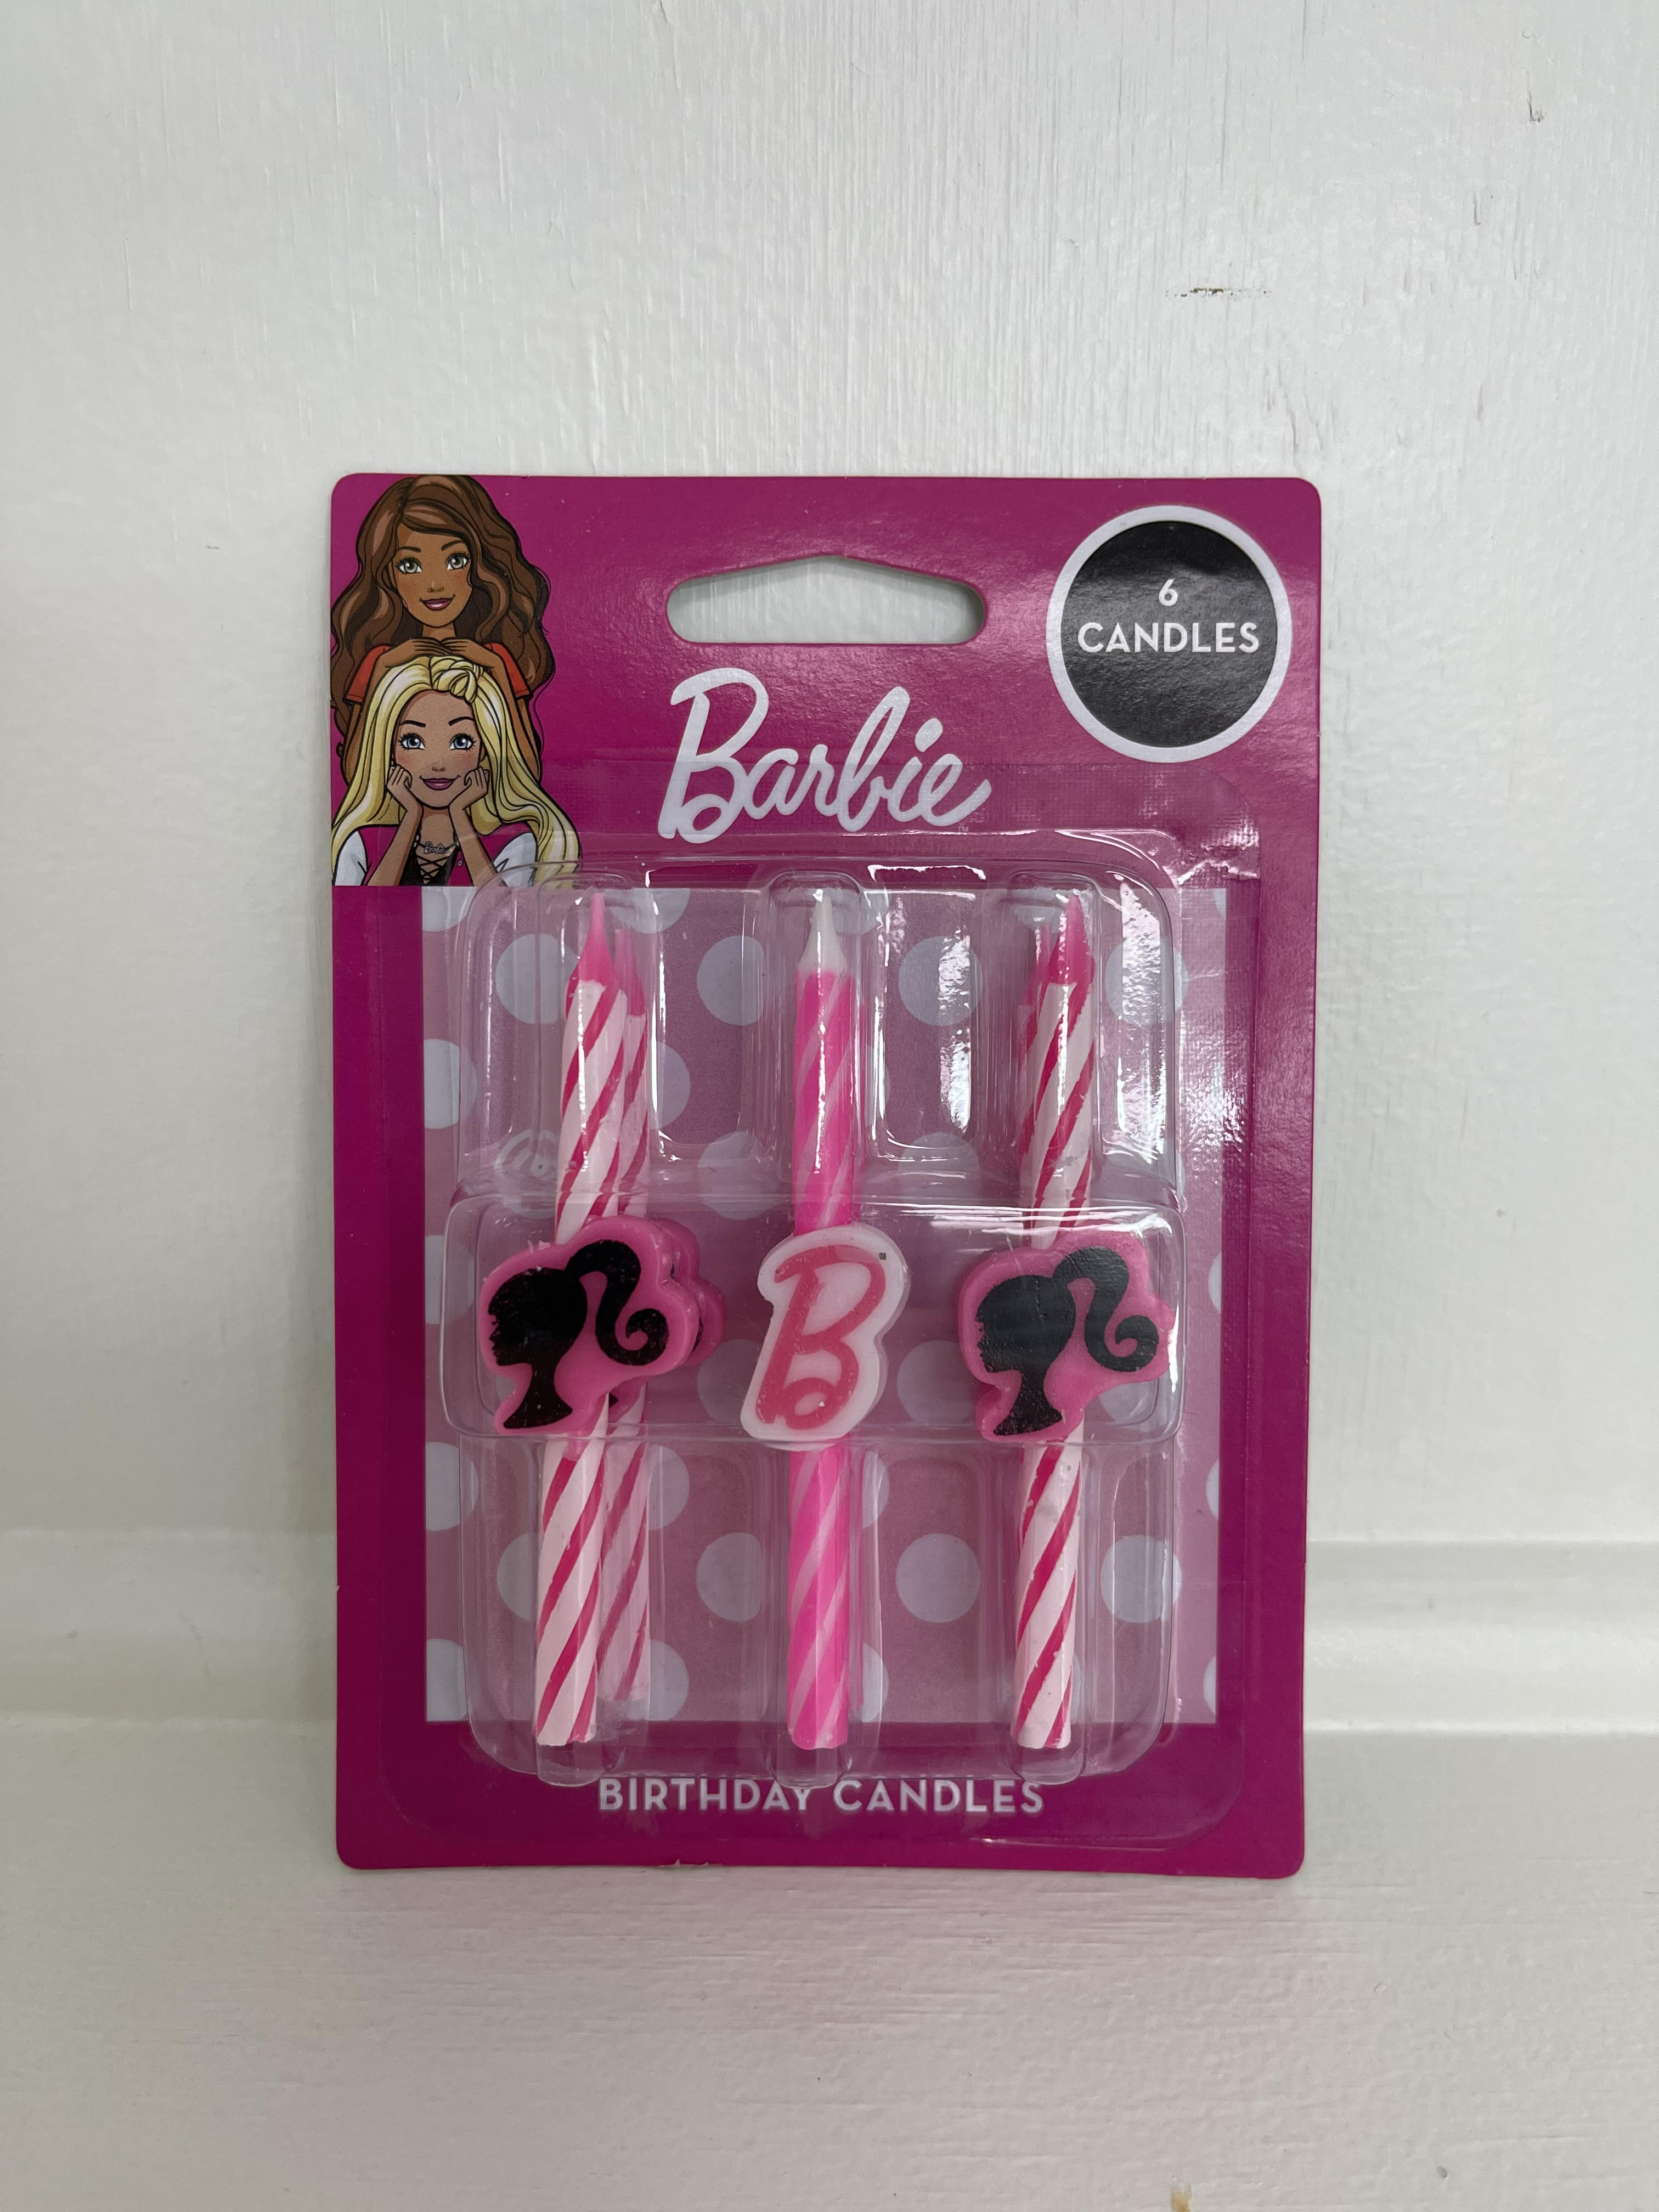 6
CANDLES
Barbie
B
BIRTHDAY CANDLES